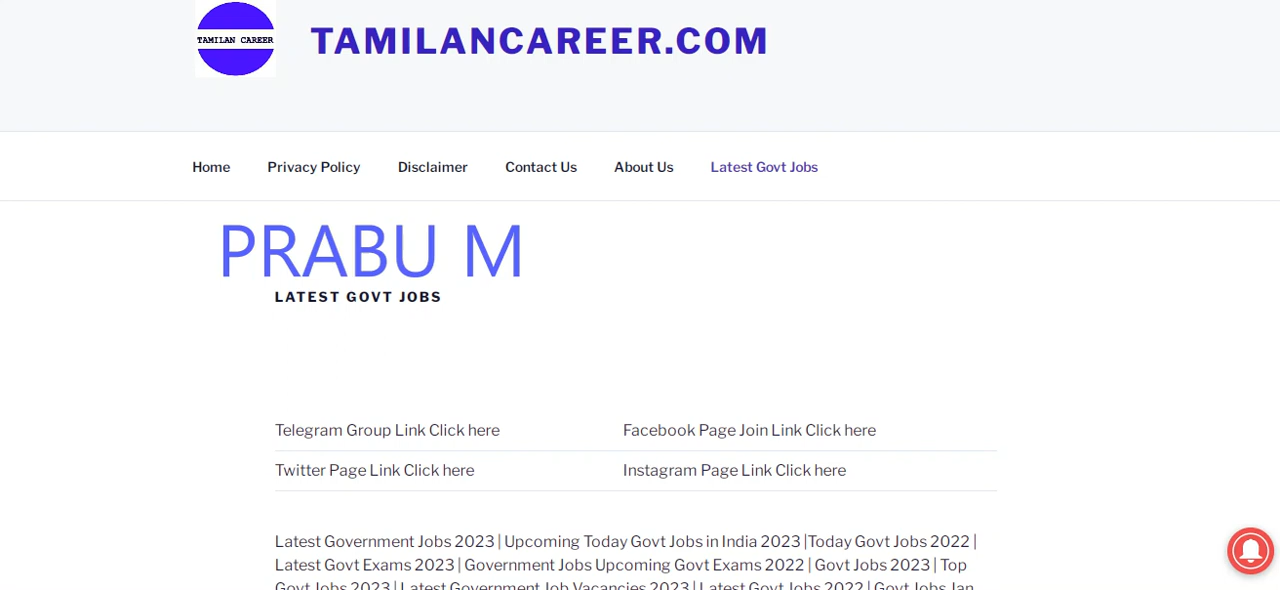 TAMILAN CAREER
TAMILANCAREER.COM
Home Privacy Policy Disclaimer Contact Us About Us Latest Govt Jobs
PRABU M
LATEST GOVT JOBS
Telegram Group Link Click here Facebook Page Join Link Click here
Twitter Page Link Click here Instagram Page Link Click here
Latest Government Jobs 2023 | Upcoming Today Govt Jobs in India 2023 |Today Govt Jobs 2022 |
Latest Govt Exams 2023 | Government Jobs Upcoming Govt Exams 2022 | Govt Jobs 2023 | Top
Govt Jobs 2023 | Latest Government Job Vacancies 2023 | Latest Govt Jobs 2022 | Govt Jobs Jan